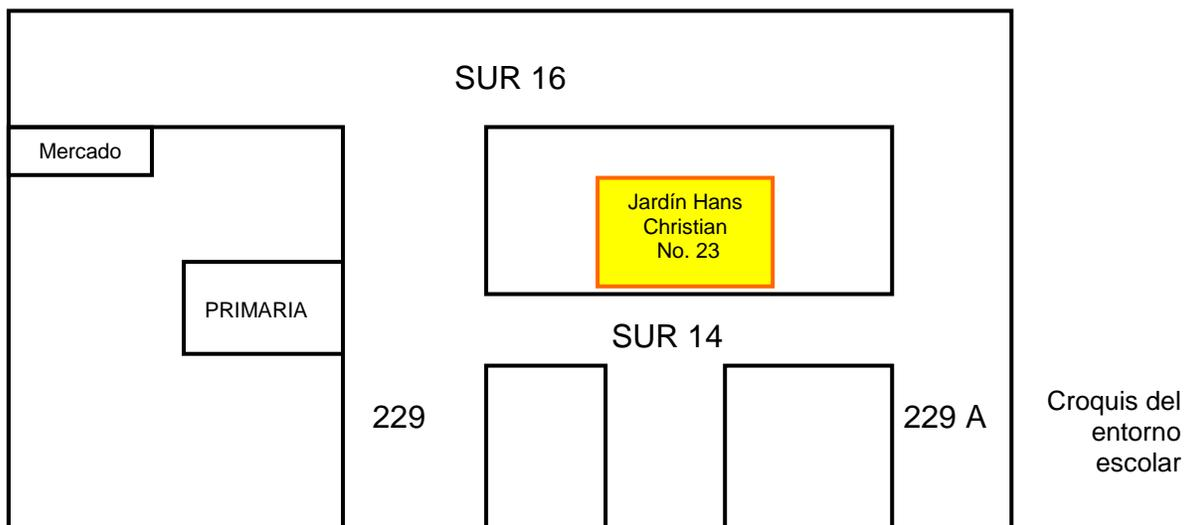 SUR 16
Mercado
Jardín Hans
Christian
No. 23
PRIMARIA
SUR 14
229
229 A
Croquis del
entorno
escolar